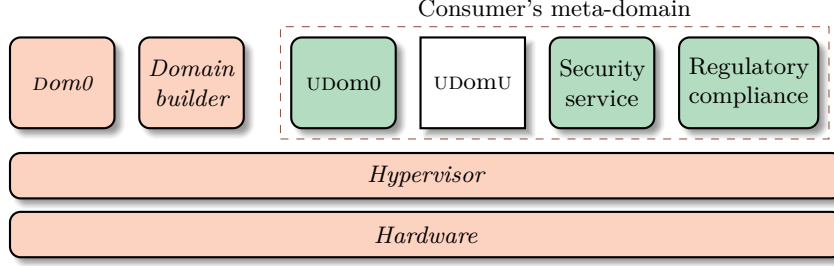 Consumer's meta-domain
Dom0
Domain
builder
UDom0
UDomU
Security
service
Regulatory
compliance
Hypervisor
Hardware